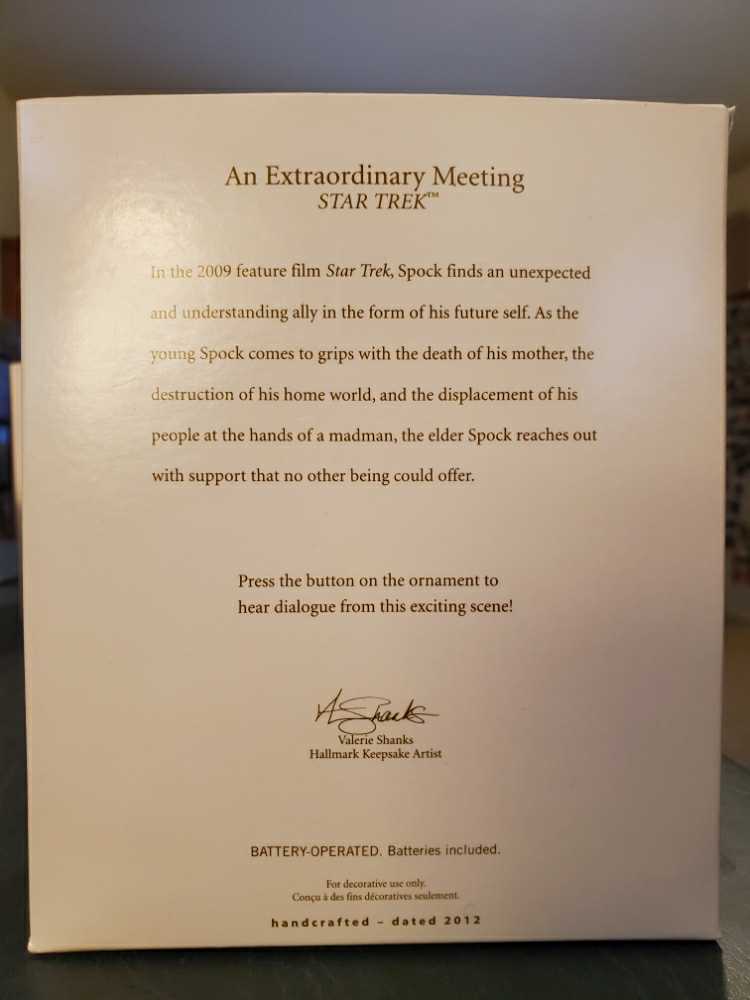 An Extraordinary Meeting
STAR TREK™
In the 2009 feature film Star Trek, Spock finds an unexpected
and understanding ally in the form of his future self. As the
young Spock comes to grips with the death of his mother, the
destruction of his home world, and the displacement of his
people at the hands of a madman, the elder Spock reaches out
with support that no other being could offer.
Press the button on the ornament to
hear dialogue from this exciting scene!
V Shanks
Valerie Shanks
Hallmark Keepsake Artist
BATTERY-OPERATED. Batteries included.
For decorative use only.
Conçu à des fins décoratives seulement.
handcrafted – dated 2012